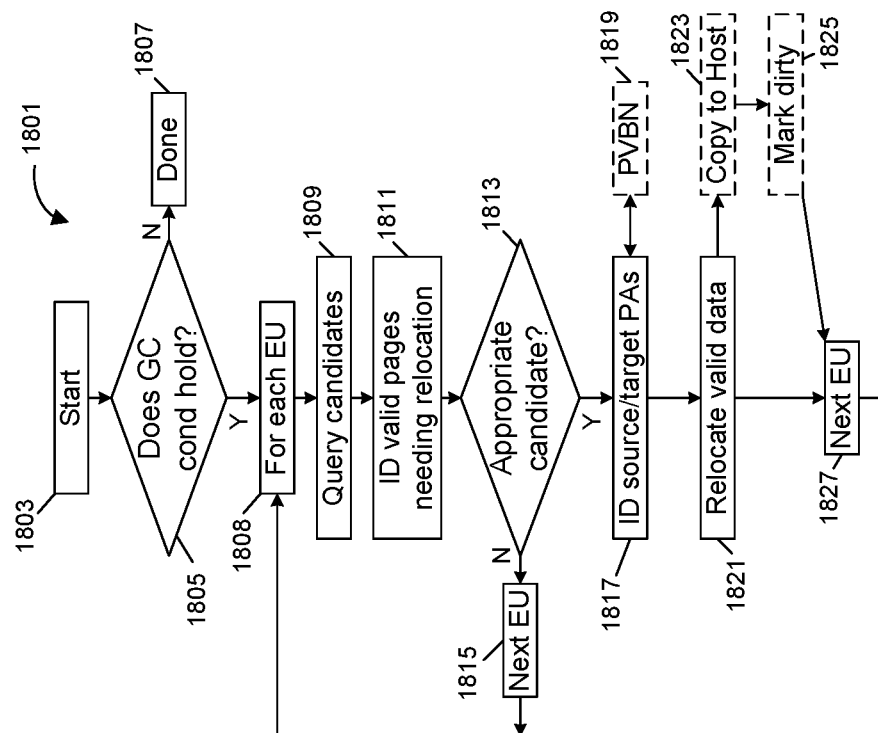 1801
1803
Start
Does GC
cond hold?
1805
N
Done
1807
Y
1808
For each EU
Query candidates
1809
ID valid pages
needing relocation
1811
Appropriate
candidate?
1813
N
Next EU
1815
Y
ID source/target PAs
1817
PVBN
1819
Relocate valid data
1821
Copy to Host
1823
Mark dirty
1825
Next EU
1827